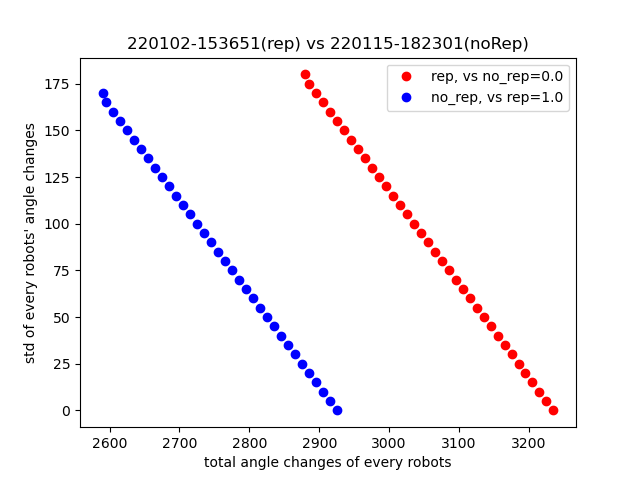 220102-153651(rep) vs 220115-182301(noRep)
rep, vs no_rep=0.0
no_rep, vs rep=1.0
std of every robots' angle changes
175
150
125
100
75
50
25
0
2600 2700 2800 2900 3000 3100 3200
total angle changes of every robots